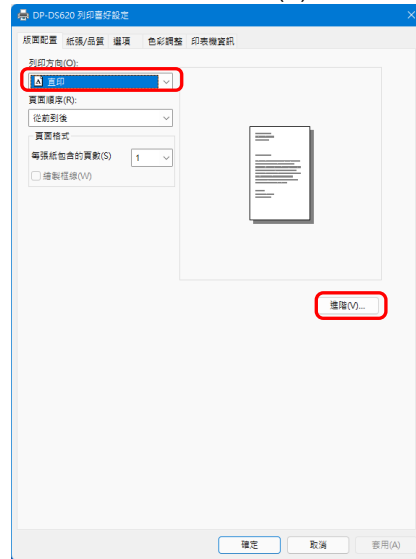 DP-DS620 列印喜好設定
版面配置 紙張/品質 選項 色彩調整 印表機資訊
列印方向(O):
A 直印
頁面順序(R):
從前到後
頁面格式
每張紙包含的頁數(S) 1
繪製框線(W)
進階(V)...
確定 取消 套用(A)